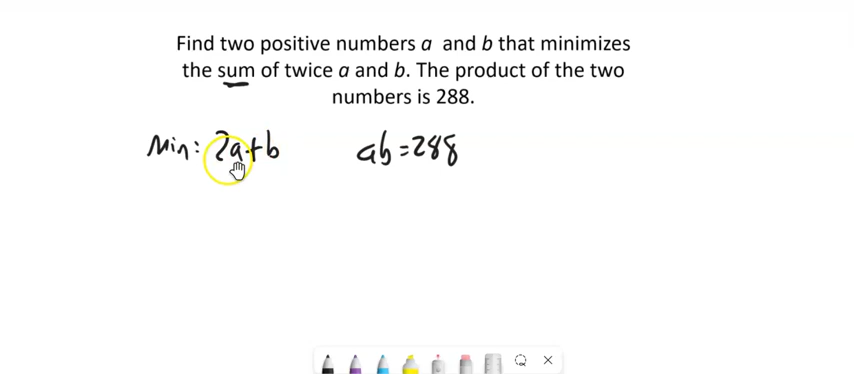 Find two positive numbers a and b that minimizes
the sum of twice a and b. The product of the two
numbers is 288.
Min: 2a+b ab=288